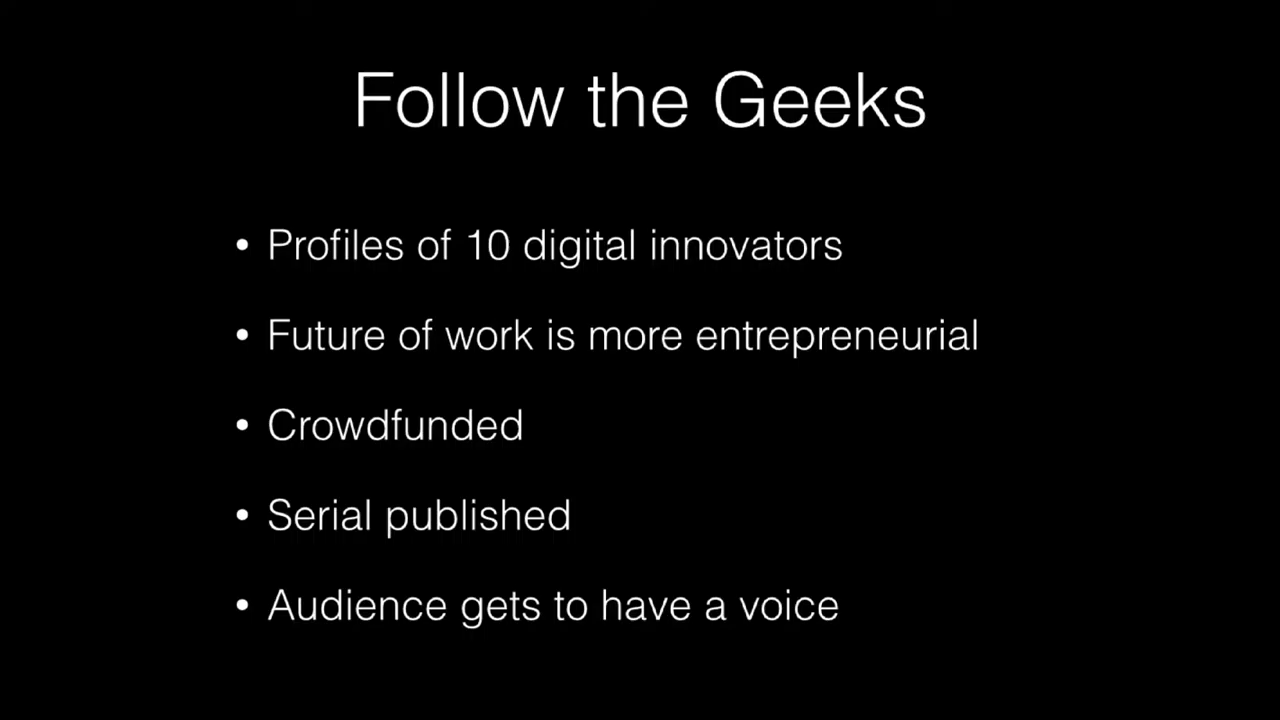 Follow the Geeks
• Profiles of 10 digital innovators
• Future of work is more entrepreneurial
• Crowdfunded
• Serial published
• Audience gets to have a voice